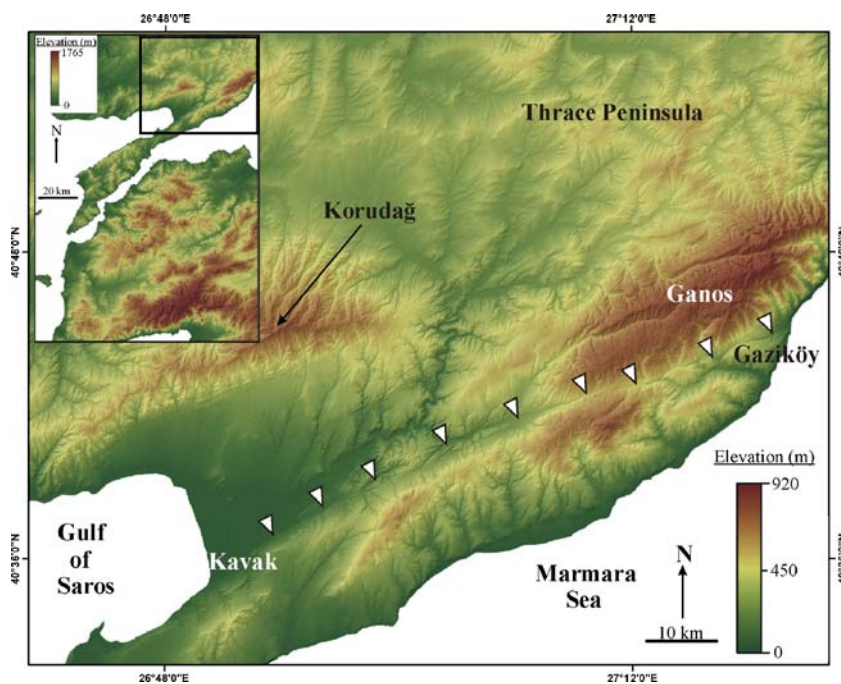 26°48'0"E
27°12'0"E
Elevation (m)
1765
0
N
20 km
Thrace Peninsula
Korudağ
40°48'0"N
Ganos
Gaziköy
Elevation (m)
920
450
0
Gulf
of
Saros
Kavak
40°36'0"N
Marmara
Sea
N
10 km
26°48'0"E
27°12'0"E